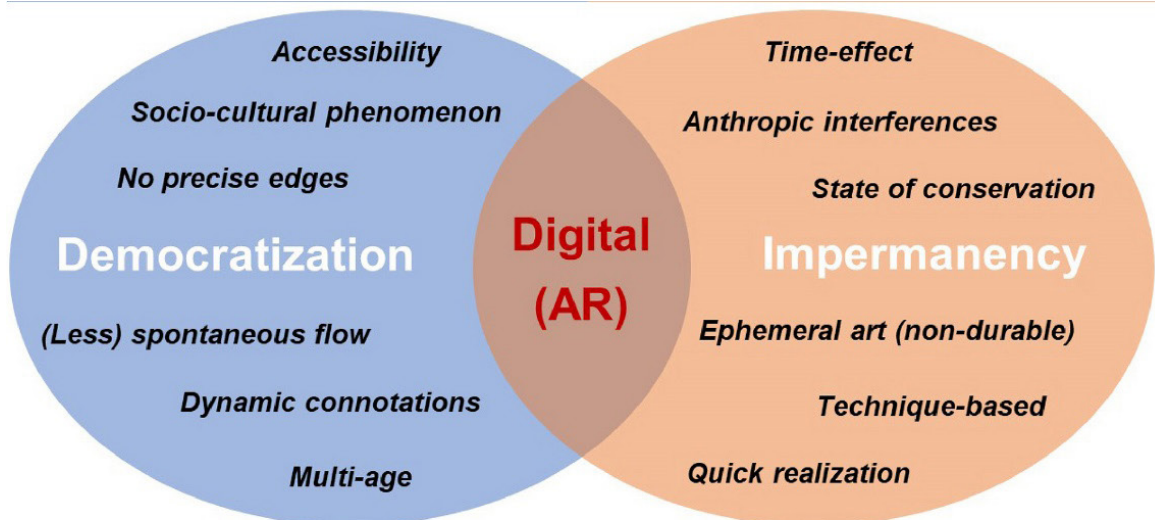 Accessibility
Socio-cultural phenomenon
No precise edges
Democratization
(Less) spontaneous flow
Dynamic connotations
Multi-age
Digital
(AR)
Time-effect
Anthropic interferences
State of conservation
Impermanency
Ephemeral art (non-durable)
Technique-based
Quick realization